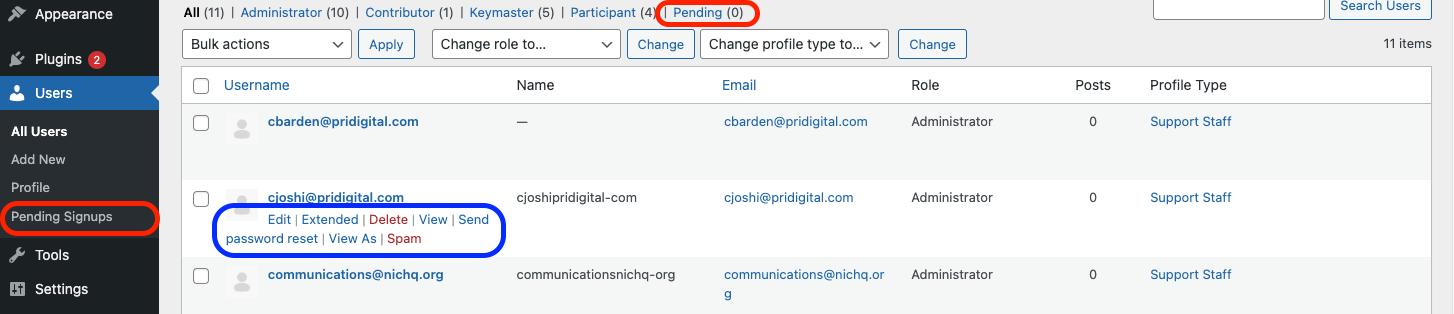 Appearance
Plugins 2
Users
All Users
Add New
Profile
Pending Signups
Tools
Settings
All (11) | Administrator (10) | Contributor (1) | Keymaster (5) | Participant (4) | Pending (0)
Search Users
Bulk actions Apply Change role to... Change Change profile type to... Change 11 items
Username Name Email Role Posts Profile Type
cbarden@pridigital.com — cbarden@pridigital.com Administrator 0 Support Staff
cjoshi@pridigital.com cjoshipridigital-com cjoshi@pridigital.com Administrator 0 Support Staff
Edit | Extended | Delete | View | Send
password reset | View As | Spam
communications@nichq.org communicationsnichq-org communications@nichq.or Administrator 0 Support Staff
g